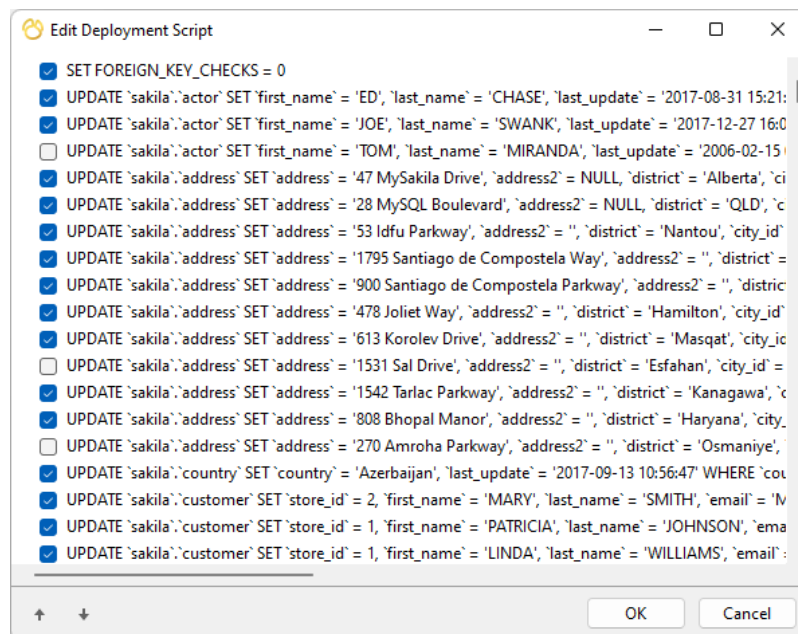 Edit Deployment Script
SET FOREIGN_KEY_CHECKS = 0
UPDATE `sakila`.`actor` SET `first_name` = 'ED', `last_name` = 'CHASE', `last_update` = '2017-08-31 15:21:
UPDATE `sakila`.`actor` SET `first_name` = 'JOE', `last_name` = 'SWANK', `last_update` = '2017-12-27 16:0
UPDATE `sakila`.`actor` SET `first_name` = 'TOM', `last_name` = 'MIRANDA', `last_update` = '2006-02-15
UPDATE `sakila`.`address` SET `address` = '47 MySakila Drive', `address2` = NULL, `district` = 'Alberta', `ci
UPDATE `sakila`.`address` SET `address` = '28 MySQL Boulevard', `address2` = NULL, `district` = 'QLD', `c
UPDATE `sakila`.`address` SET `address` = '53 Idfu Parkway', `address2` = '', `district` = 'Nantou', `city_id`
UPDATE `sakila`.`address` SET `address` = '1795 Santiago de Compostela Way', `address2` = '', `district` =
UPDATE `sakila`.`address` SET `address` = '900 Santiago de Compostela Parkway', `address2` = '', `distric
UPDATE `sakila`.`address` SET `address` = '478 Joliet Way', `address2` = '', `district` = 'Hamilton', `city_id`
UPDATE `sakila`.`address` SET `address` = '613 Korolev Drive', `address2` = '', `district` = 'Masqat', `city_id
UPDATE `sakila`.`address` SET `address` = '1531 Sal Drive', `address2` = '', `district` = 'Esfahan', `city_id` =
UPDATE `sakila`.`address` SET `address` = '1542 Tarlac Parkway', `address2` = '', `district` = 'Kanagawa', `c
UPDATE `sakila`.`address` SET `address` = '808 Bhopal Manor', `address2` = '', `district` = 'Haryana', `city_
UPDATE `sakila`.`address` SET `address` = '270 Amroha Parkway', `address2` = '', `district` = 'Osmaniye', `
UPDATE `sakila`.`country` SET `country` = 'Azerbaijan', `last_update` = '2017-09-13 10:56:47' WHERE `cou
UPDATE `sakila`.`customer` SET `store_id` = 2, `first_name` = 'MARY', `last_name` = 'SMITH', `email` = 'M
UPDATE `sakila`.`customer` SET `store_id` = 1, `first_name` = 'PATRICIA', `last_name` = 'JOHNSON', `ema
UPDATE `sakila`.`customer` SET `store_id` = 1, `first_name` = 'LINDA', `last_name` = 'WILLIAMS', `email` =
OK
Cancel